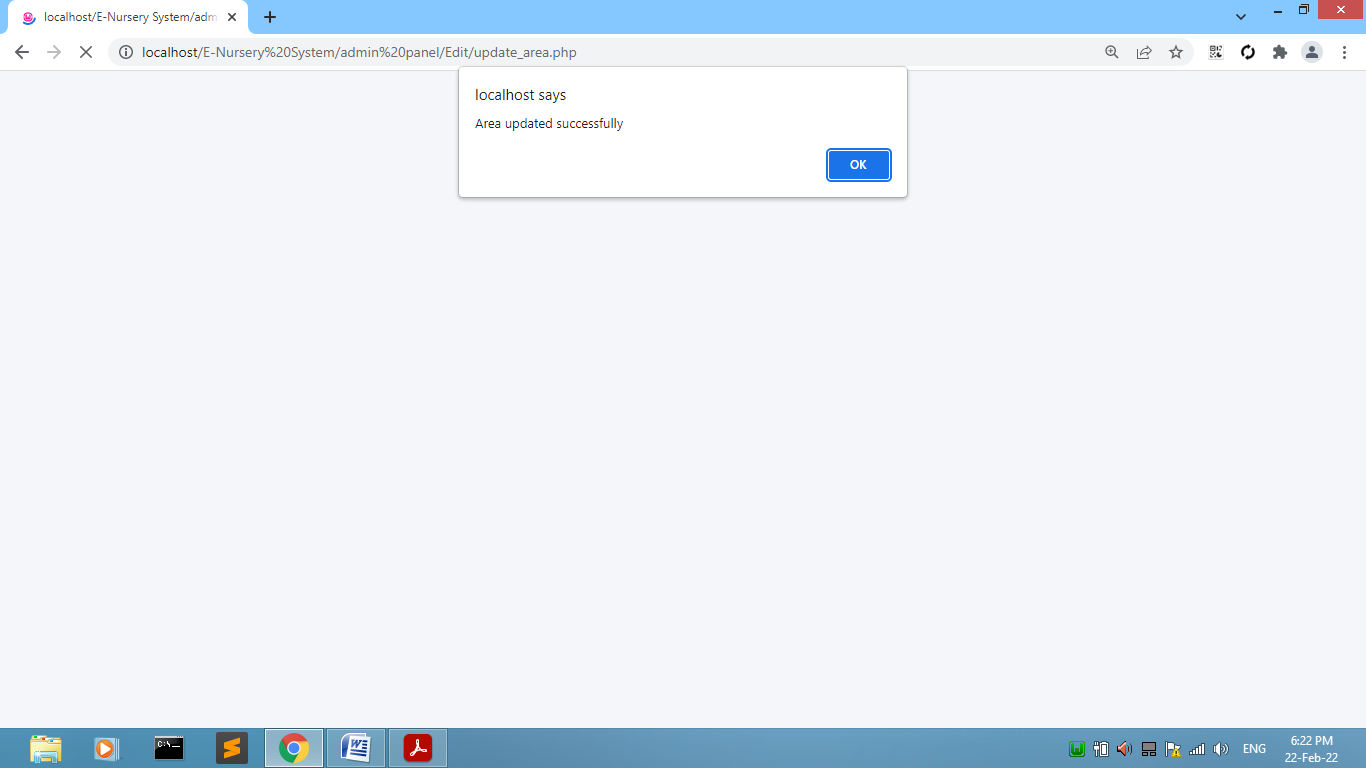 localhost/E-Nursery System/adm
localhost/E-Nursery%20System/admin%20panel/Edit/update_area.php
localhost says
Area updated successfully
OK
C:\.
W
ENG
6:22 PM
22-Feb-22